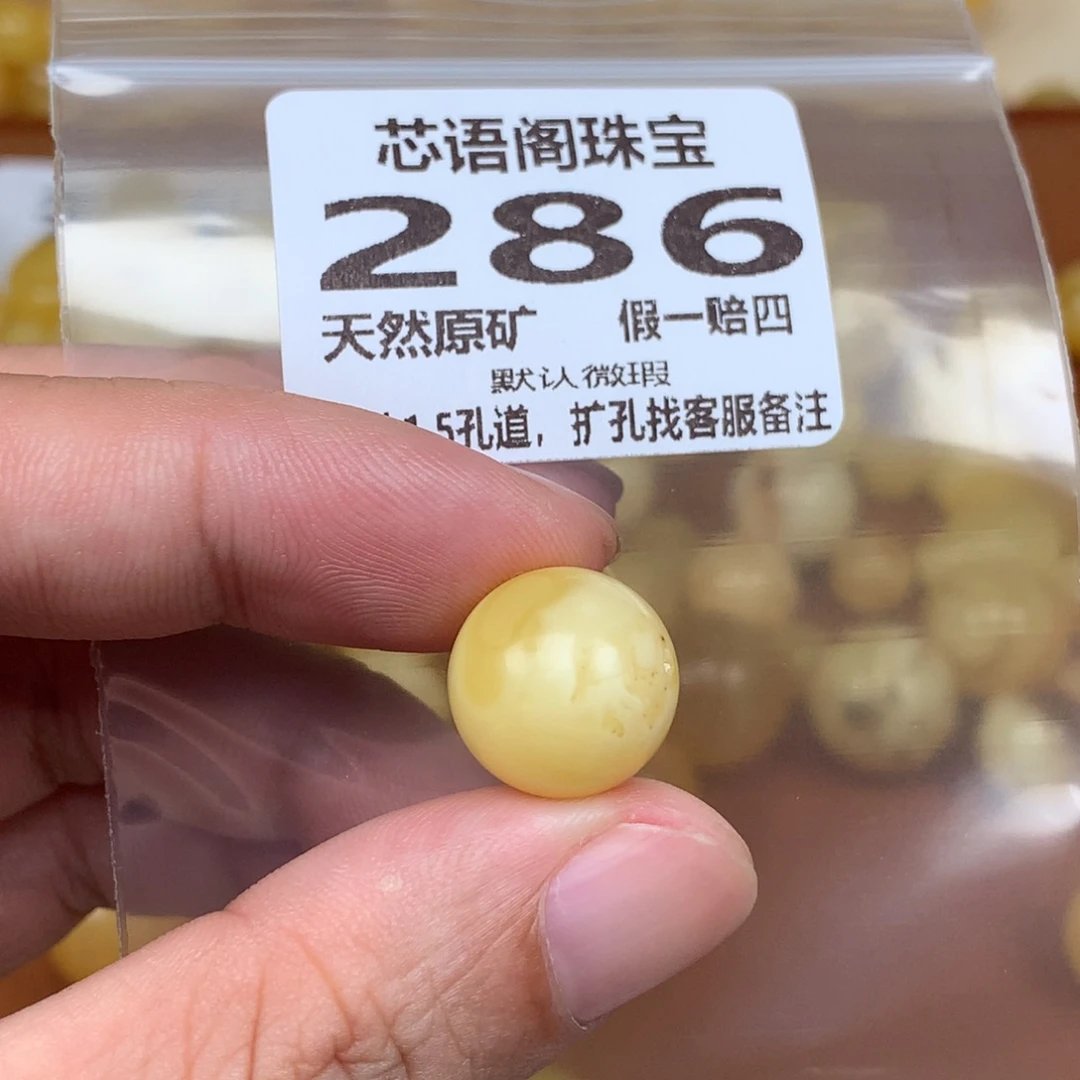 芯语阁珠宝
286
天然原矿 假一赔四
默认微瑕
1.5孔道，扩孔找客服备注